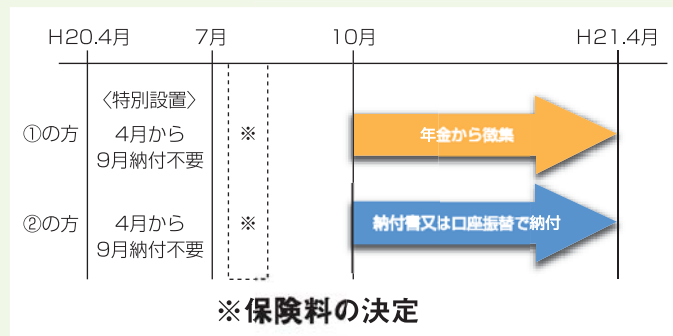 H20.4月 7月 10月 H21.4月
〈特別設置〉
①の方 4月から ※ 年金から徴集
9月納付不要
②の方 4月から ※ 納付書又は口座振替で納付
9月納付不要
※保険料の決定